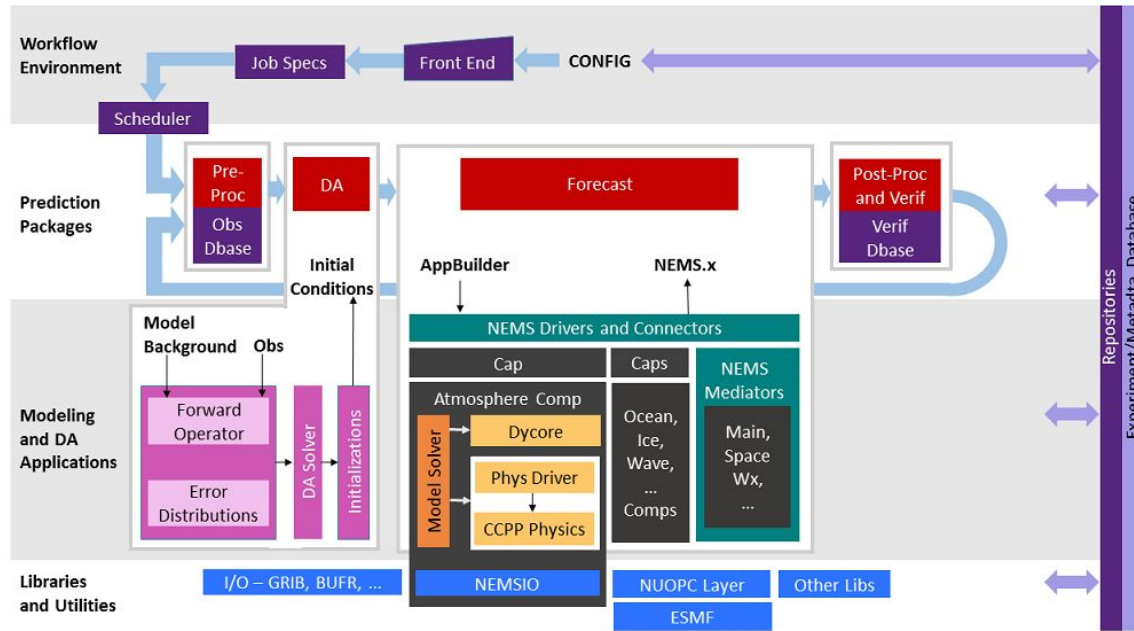 Workflow
Environment
Job Specs
Front End
CONFIG
Scheduler
Prediction
Packages
Pre-
Proc
Obs
Dbase
DA
Forecast
Post-Proc
and Verif
Verif
Dbase
Initial
Conditions
AppBuilder
NEMS.x
Modeling
and DA
Applications
Model
Background
Obs
Forward
Operator
Error
Distributions
DA Solver
Initializations
NEMS Drivers and Connectors
Cap
Caps
NEMS
Mediators
Atmosphere Comp
Model Solver
Dycore
Phys Driver
CCPP Physics
Ocean,
Ice,
Wave,
...
Comps
Main,
Space
Wx,
...
Libraries
and Utilities
I/O – GRIB, BUFR, ...
NEMSIO
NUOPC Layer
Other Libs
ESMF
Repositories
Experiment/Metadta Database